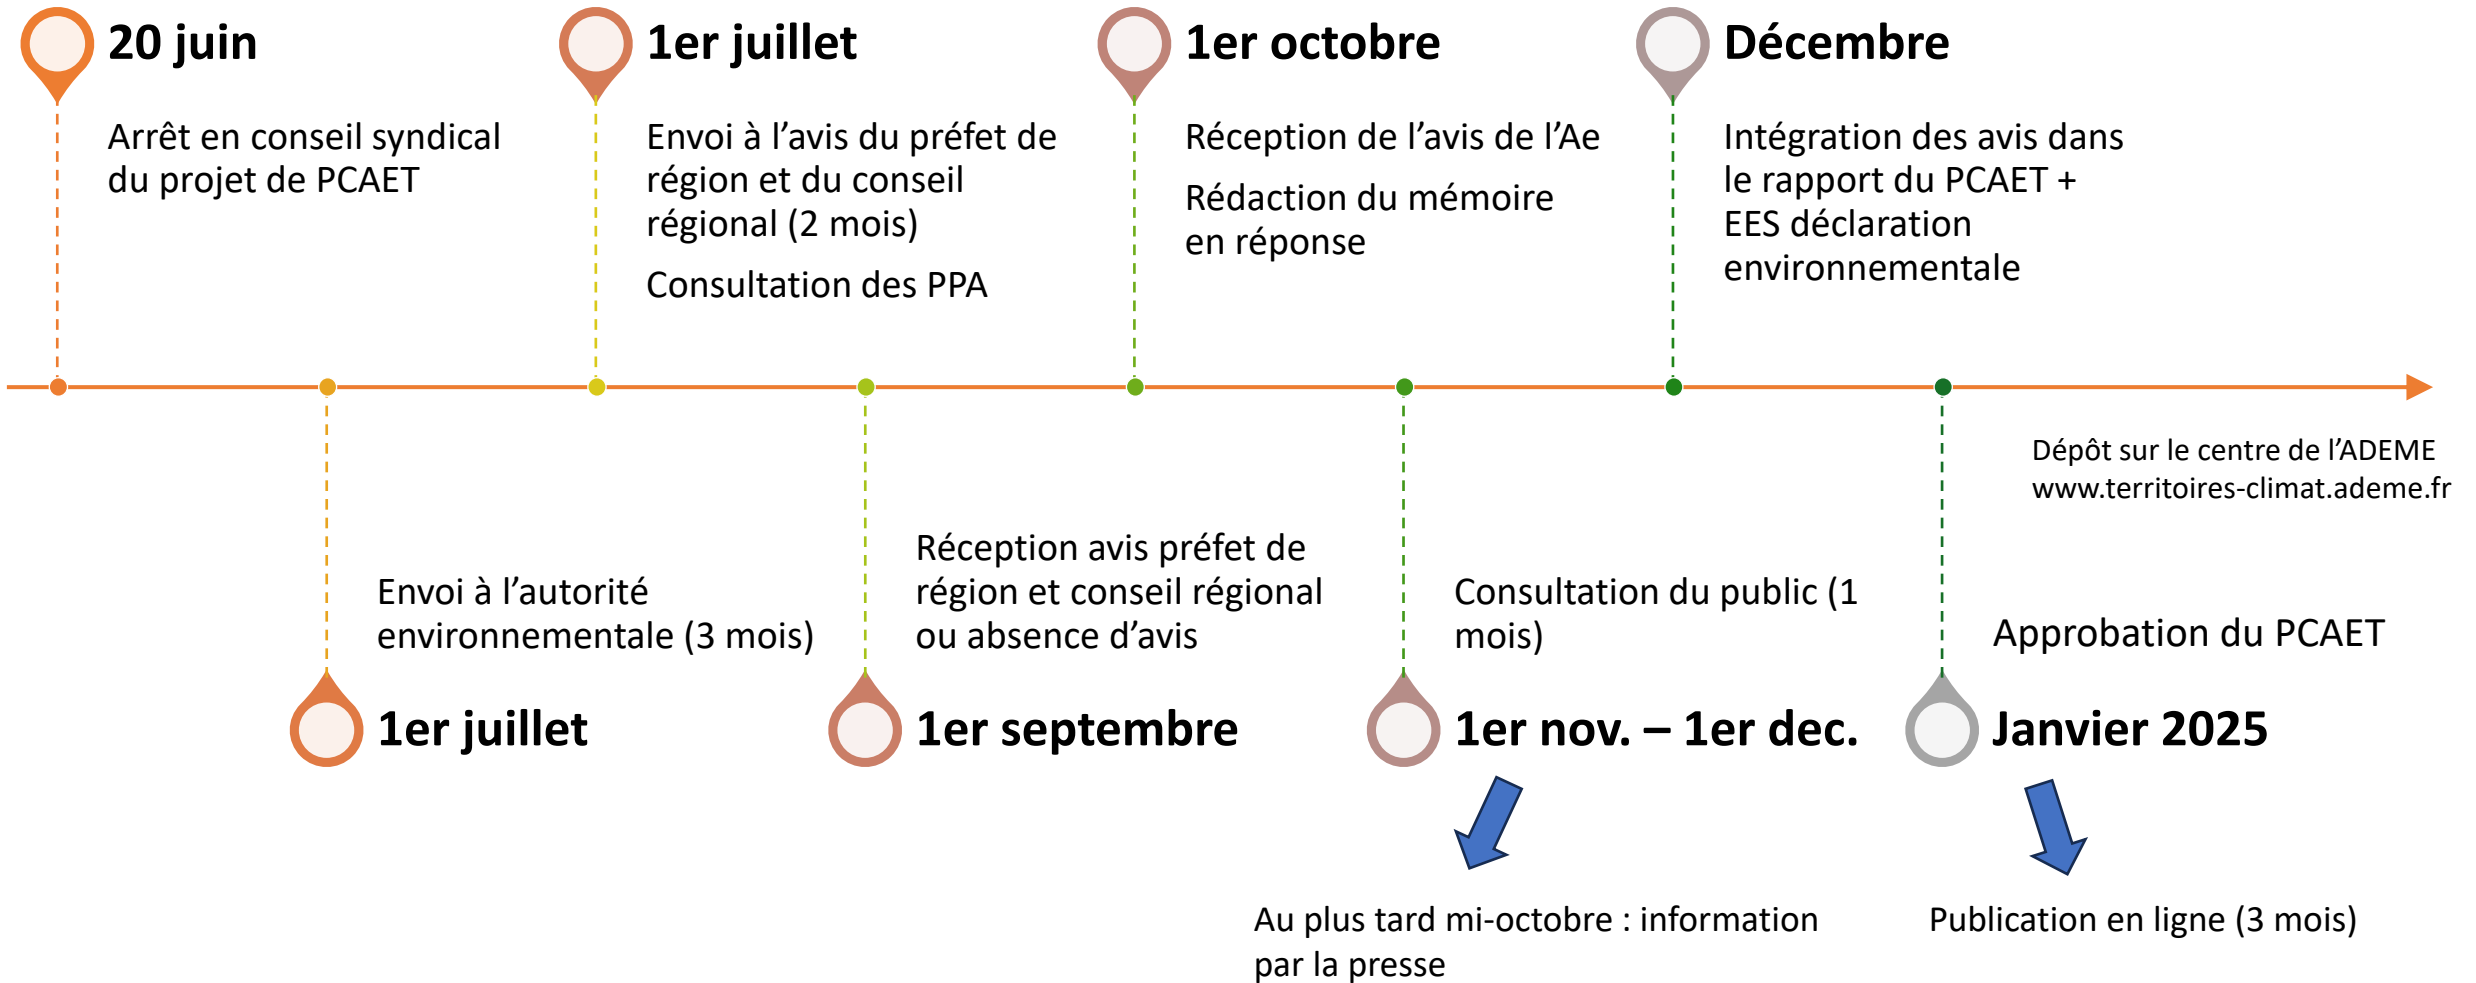 20 juin
Arrêt en conseil syndical
du projet de PCAET
1er juillet
Envoi à l’avis du préfet de
région et du conseil
régional (2 mois)
Consultation des PPA
1er octobre
Réception de l’avis de l’Ae
Rédaction du mémoire
en réponse
Décembre
Intégration des avis dans
le rapport du PCAET +
EES déclaration
environnementale
Dépôt sur le centre de l’ADEME
www.territoires-climat.ademe.fr
Envoi à l’autorité
environnementale (3 mois)
1er juillet
Réception avis préfet de
région et conseil régional
ou absence d’avis
1er septembre
Consultation du public (1
mois)
1er nov. – 1er dec.
Approbation du PCAET
Janvier 2025
Au plus tard mi-octobre : information
par la presse
Publication en ligne (3 mois)